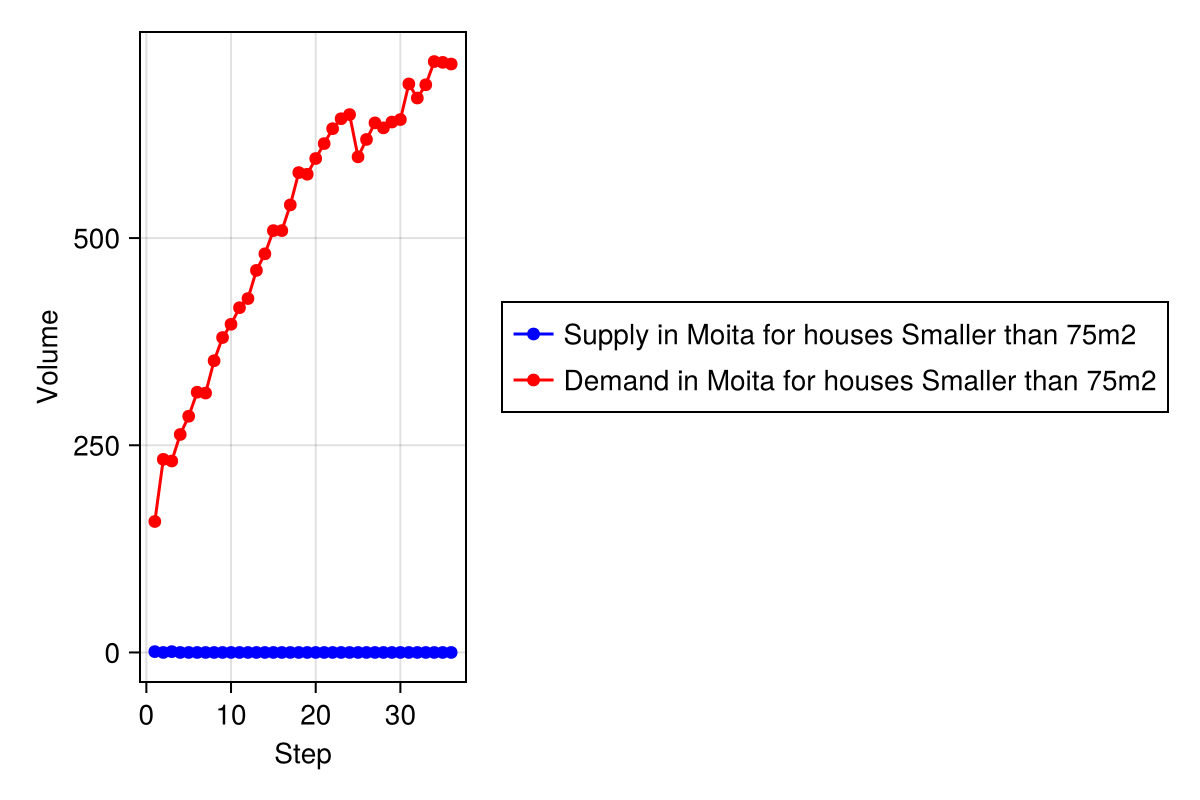 500
250
0
Volume
0 10 20 30
Step
Supply in Moita for houses Smaller than 75m2
Demand in Moita for houses Smaller than 75m2